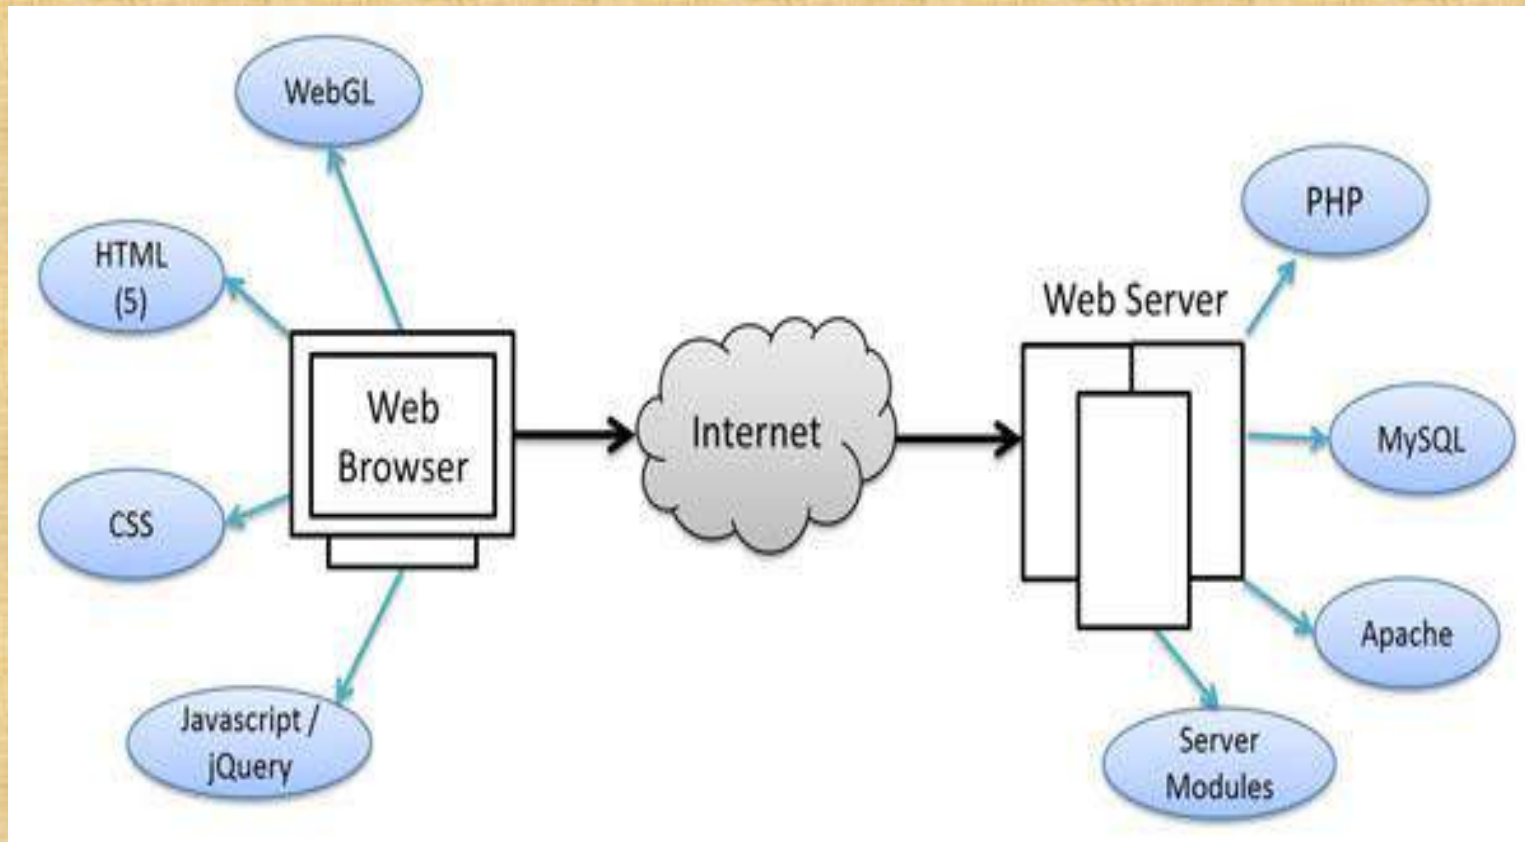 WebGL
HTML
(5)
Web
Browser
CSS
Javascript /
jQuery
Internet
Web Server
PHP
MySQL
Apache
Server
Modules